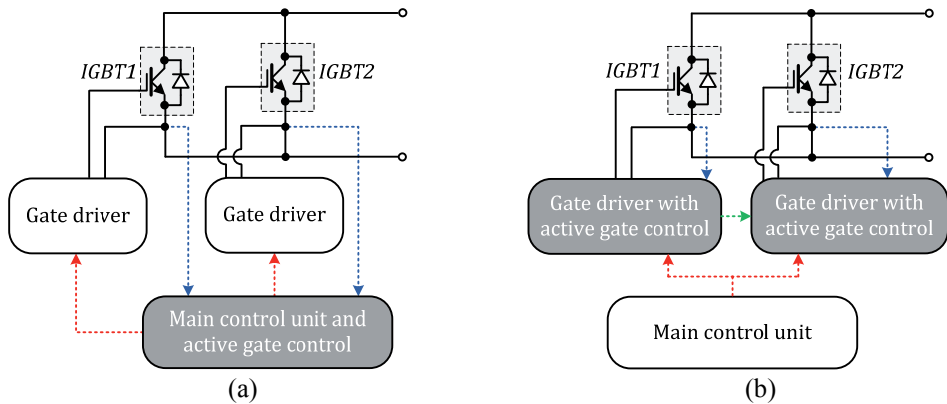 IGBT1
IGBT2
Gate driver
Gate driver
Main control unit and
active gate control
(a)
IGBT1
IGBT2
Gate driver with
active gate control
Gate driver with
active gate control
Main control unit
(b)